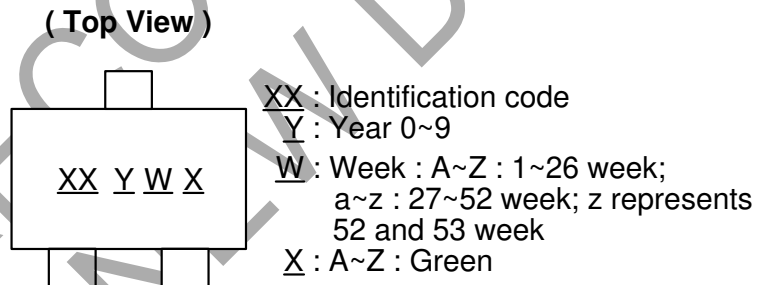 ( Top View )
XX : Identification code
Y : Year 0~9
W : Week : A~Z : 1~26 week;
a~z : 27~52 week; z represents
52 and 53 week
X : A~Z : Green
XX Y W X